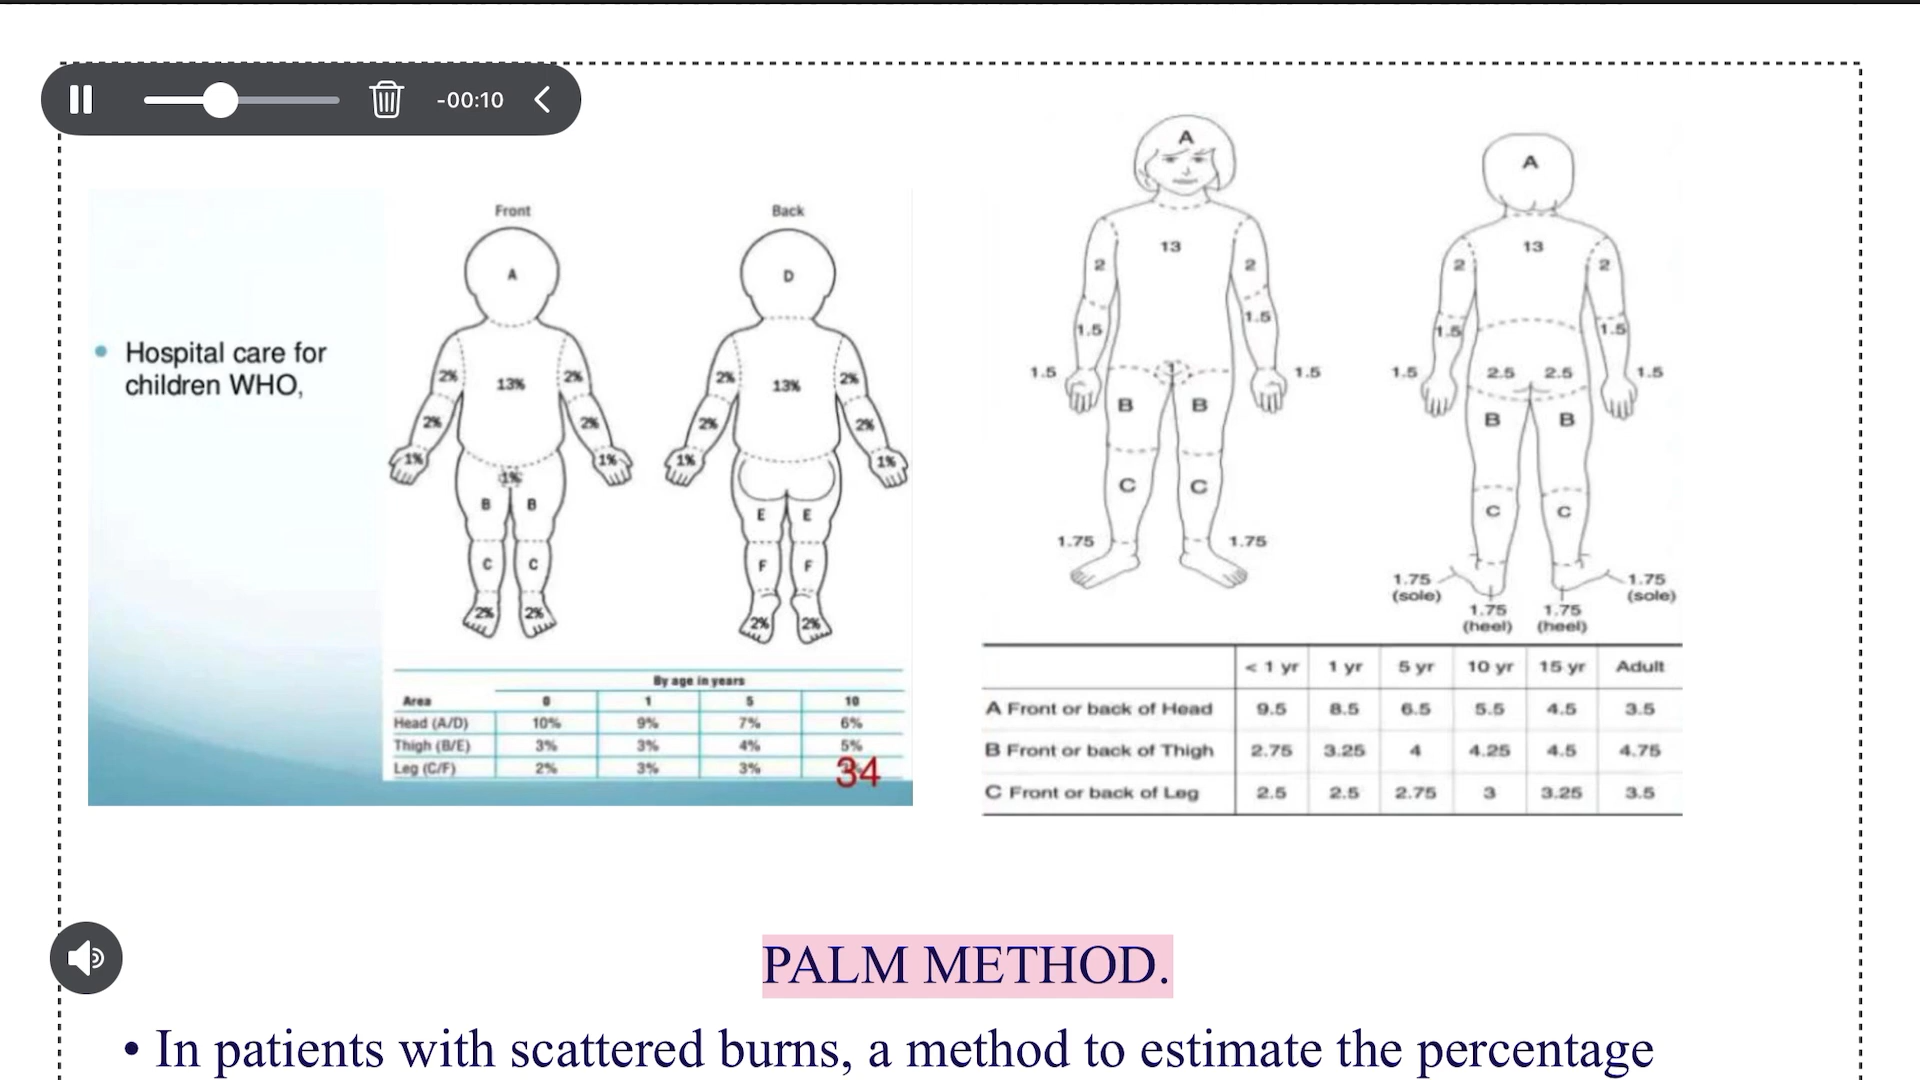 -00:10
• Hospital care for
children WHO,
Front Back
A D
2% 13% 2% 2% 13% 2%
2% 2% 2% 2%
1% 1% 1% 1%
1%
B B E E
C C F F
2% 2% 2% 2%
By age in years
Area 0 1 5 10
Head (A/D) 10% 9% 7% 6%
Thigh (B/E) 3% 3% 4% 5%
Leg (C/F) 2% 3% 3%
34
A A
13 13
2 2 2 2
1.5 1.5 1.5 1.5
1.5 1 1.5 1.5 2.5 2.5 1.5
B B B B
C C C C
1.75 1.75
1.75 (sole) 1.75 (sole)
1.75 (heel) 1.75 (heel)
< 1 yr 1 yr 5 yr 10 yr 15 yr Adult
A Front or back of Head 9.5 8.5 6.5 5.5 4.5 3.5
B Front or back of Thigh 2.75 3.25 4 4.25 4.5 4.75
C Front or back of Leg 2.5 2.5 2.75 3 3.25 3.5
PALM METHOD.
• In patients with scattered burns, a method to estimate the percentage